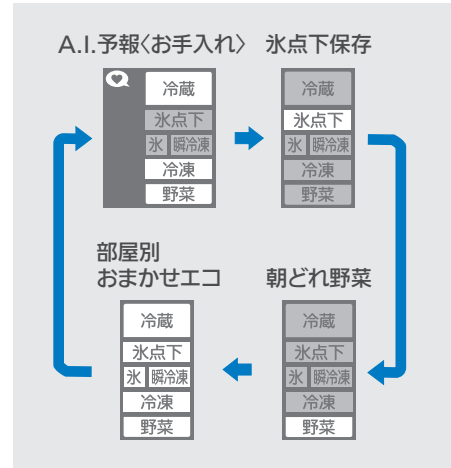 A.I.予報〈お手入れ〉
冷蔵
氷点下
氷 瞬冷凍
冷凍
野菜
氷点下保存
冷蔵
氷点下
氷 瞬冷凍
冷凍
野菜
部屋別
おまかせエコ
冷蔵
氷点下
氷 瞬冷凍
冷凍
野菜
朝どれ野菜
冷蔵
氷点下
氷 瞬冷凍
冷凍
野菜